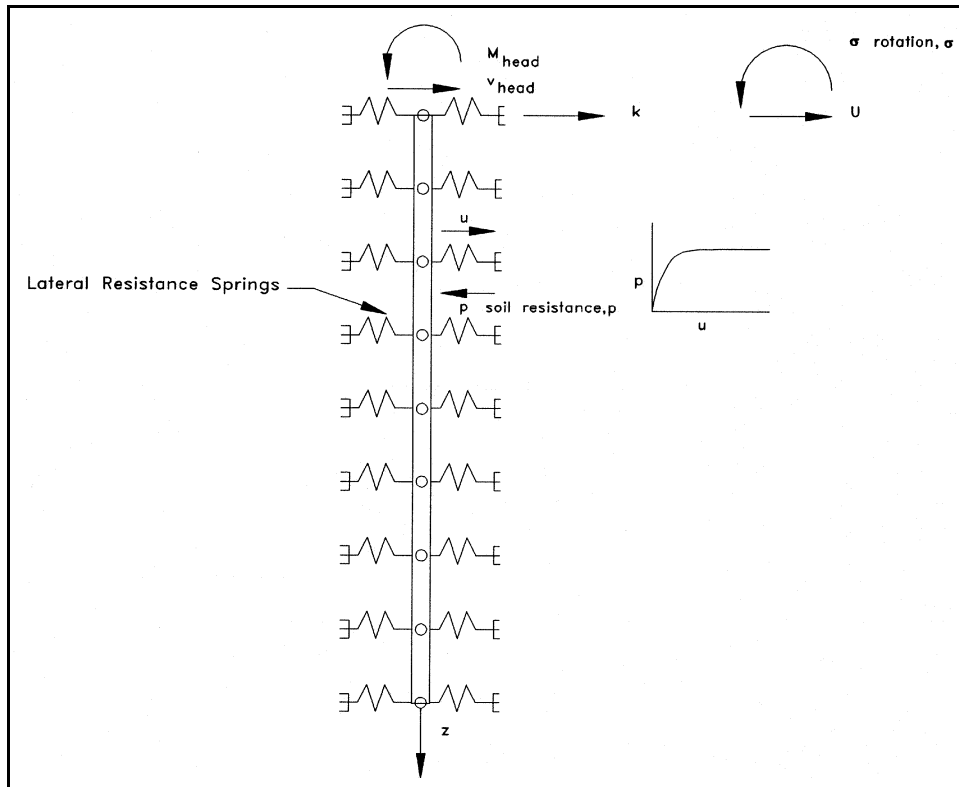 M head
v head
k
σ rotation, σ
U
u
Lateral Resistance Springs
p soil resistance,p
p
u
z